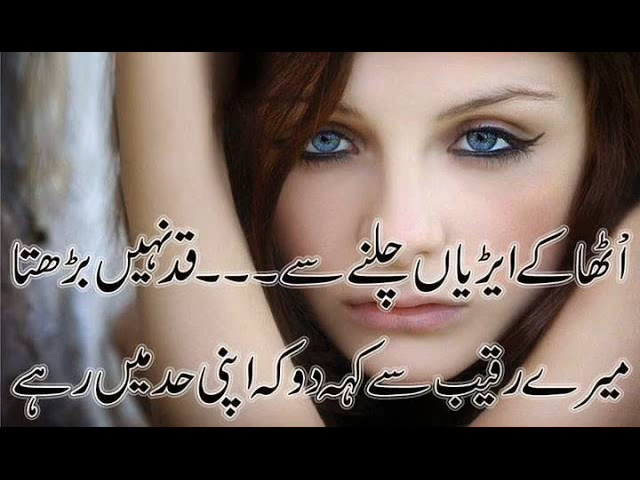 اُٹھا کے ایڑیاں چلنے سے۔۔۔قد نہیں بڑھتا
میرے رقیب سے کہہ دو کہ اپنی حد میں رہے